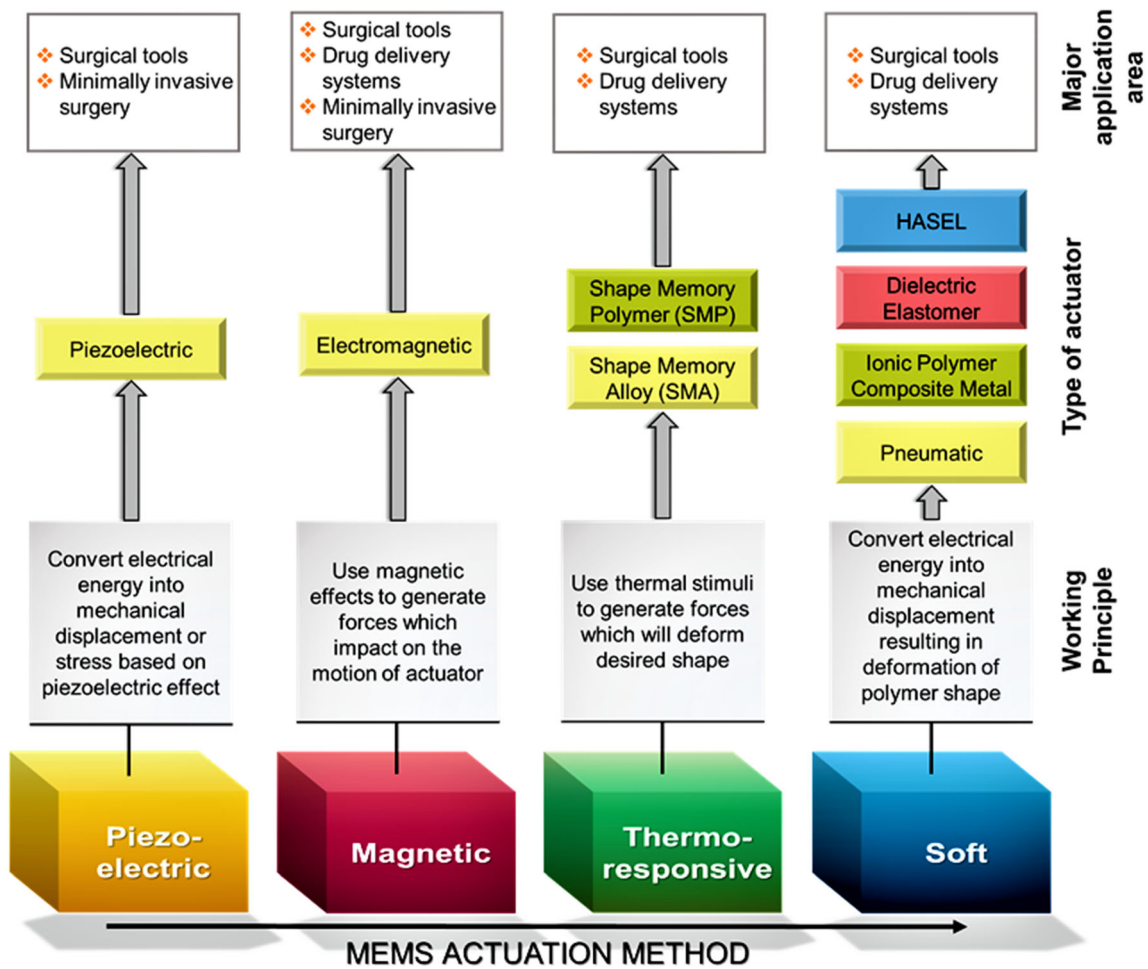 Surgical tools
Minimally invasive
surgery
Surgical tools
Drug delivery
systems
Minimally invasive
surgery
Surgical tools
Drug delivery
systems
Surgical tools
Drug delivery
systems
Major
application
area
HASEL
Dielectric
Elastomer
Ionic Polymer
Composite Metal
Pneumatic
Shape Memory
Polymer (SMP)
Shape Memory
Alloy (SMA)
Piezoelectric
Electromagnetic
Type of actuator
Convert electrical
energy into
mechanical
displacement or
stress based on
piezoelectric effect
Use magnetic
effects to generate
forces which
impact on the
motion of actuator
Use thermal stimuli
to generate forces
which will deform
desired shape
Convert electrical
energy into
mechanical
displacement
resulting in
deformation of
polymer shape
Working
Principle
Piezo-
electric
Magnetic
Thermo-
responsive
Soft
MEMS ACTUATION METHOD